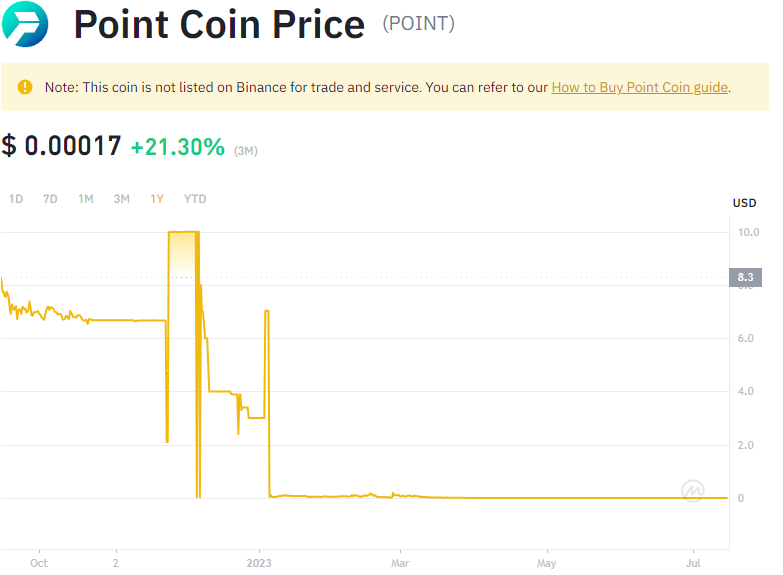 Point Coin Price (POINT)
Note: This coin is not listed on Binance for trade and service. You can refer to our How to Buy Point Coin guide.
$ 0.00017 +21.30% (3M)
1D 7D 1M 3M 1Y YTD
USD
10.0
8.3
8.0
6.0
4.0
2.0
0
Oct 2 2023 Mar May Jul